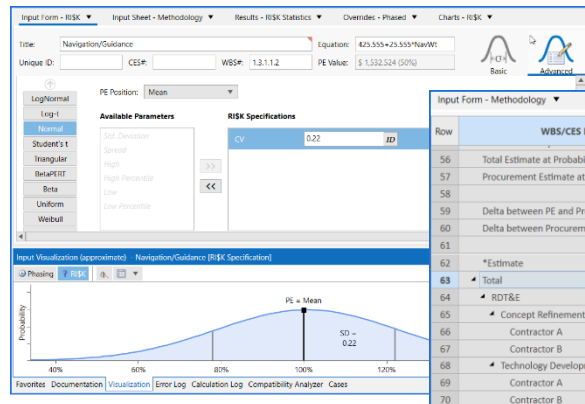 Input Form - RI$K ▼ Input Sheet - Methodology ▼ Results - RI$K Statistics ▼ Overrides - Phased ▼ Charts - RI$K ▼
Title: Navigation/Guidance Equation: 425.555+25.555*NavWt
Unique ID: CES#: WBS#: 1.3.1.1.2 PE Value: $ 1,532.524 (50%)
Basic Advanced
PE Position: Mean
Available Parameters RI$K Specifications
LogNormal
Log-t
Normal
Student's t
Triangular
BetaPERT
Beta
Uniform
Weibull
Std. Deviation
Spread
High
High Percentile
Low
Low Percentile
>>
<<
CV 0.22 ID
Input Visualization (approximate) - Navigation/Guidance [RI$K Specification]
Phasing ? RI$K
Probability
PE = Mean
SD =
0.22
40% 60% 80% 100% 120%
Favorites Documentation Visualization Error Log Calculation Log Compatibility Analyzer Cases
Input Form - Methodology ▼
Row WBS/CES
56 Total Estimate at
57 Procurement Estimate at
58
59 Delta between PE and
60 Delta between
61
62 *Estimate
63 Total
64 RDT&E
65 Concept Refinement
66 Contractor A
67 Contractor B
68 Technology
69 Contractor A
70 Contractor B